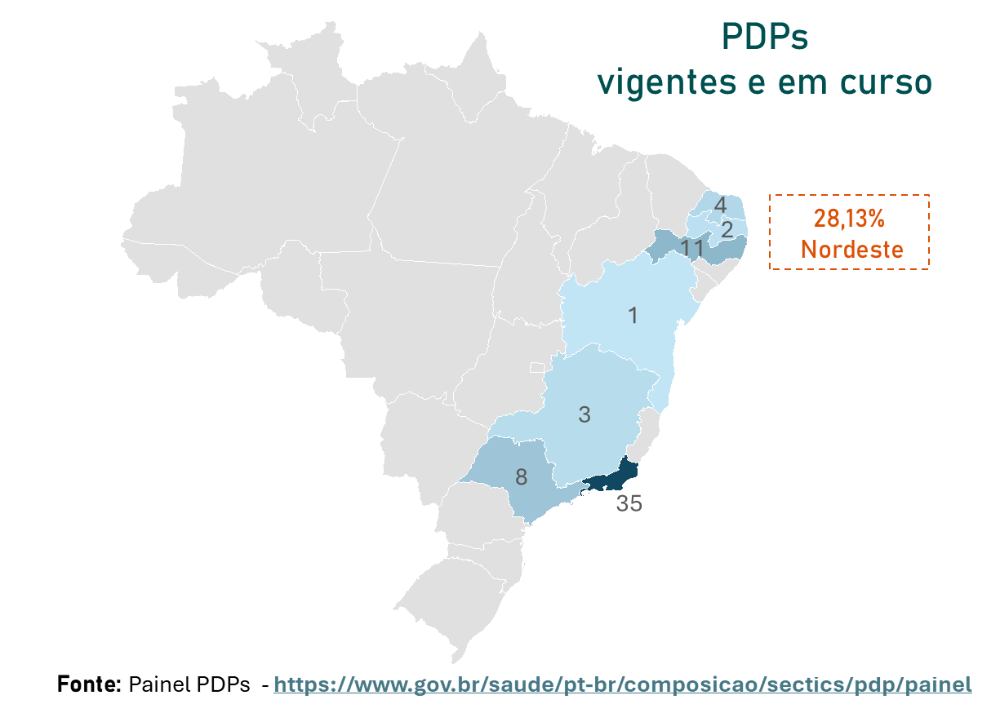 PDPs
vigentes e em curso
4
28,13%
2
Nordeste
11
1
3
8
35
Fonte: Painel PDPs - https://www.gov.br/saude/pt-br/composicao/sectics/pdp/painel